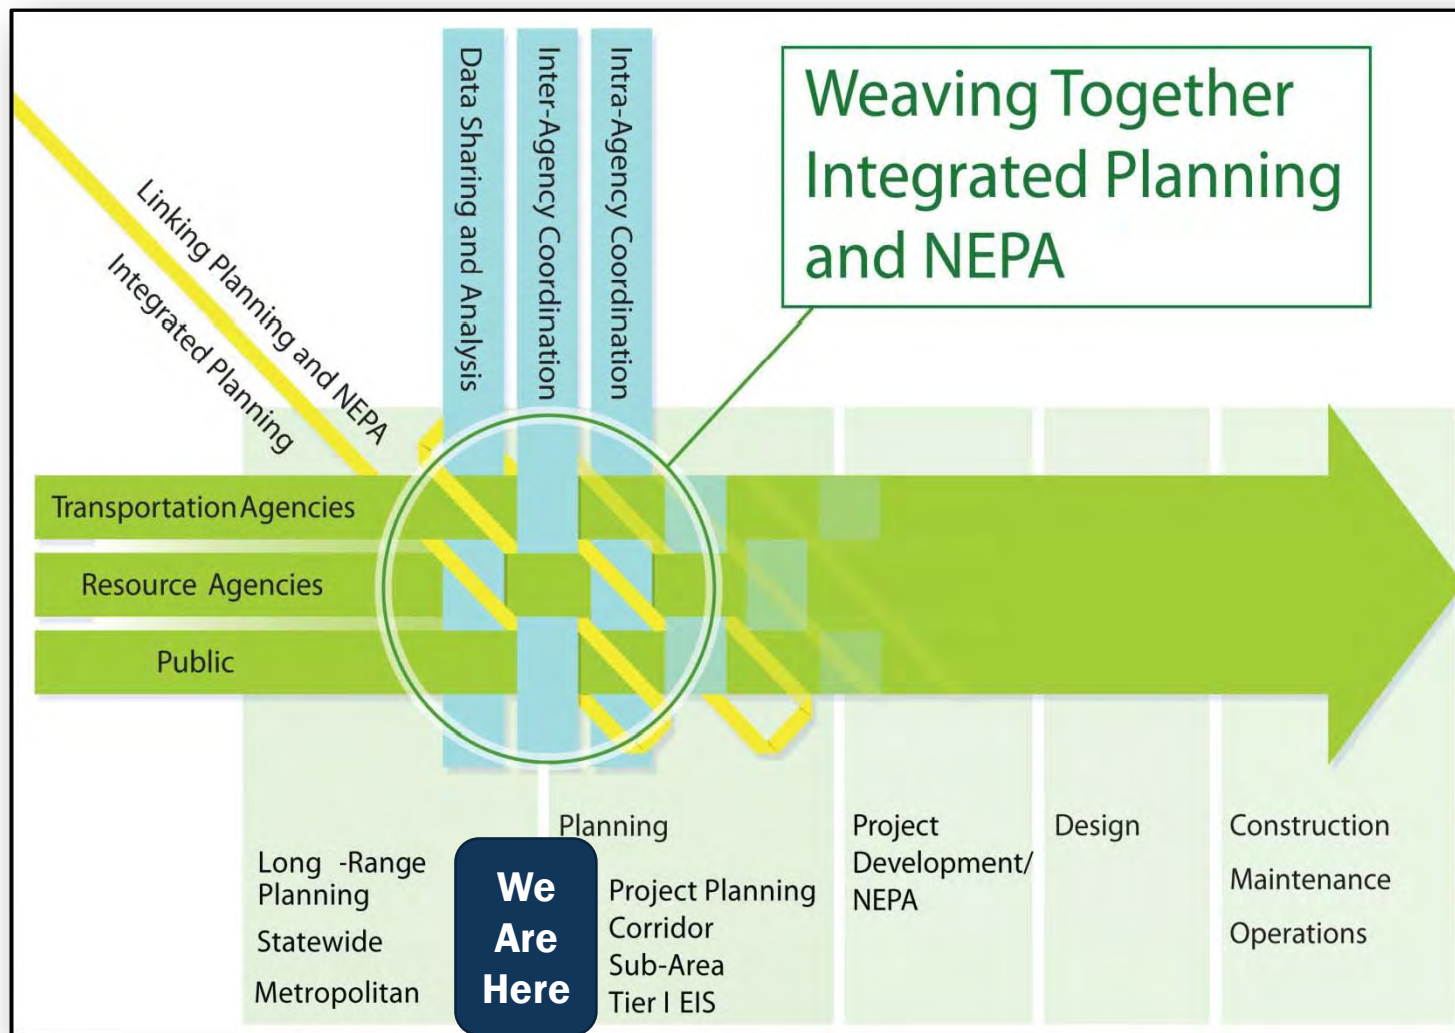 Weaving Together
Integrated Planning
and NEPA
Data Sharing and Analysis
Inter-Agency Coordination
Intra-Agency Coordination
Linking Planning and NEPA
Integrated Planning
Transportation Agencies
Resource Agencies
Public
Planning
Long -Range
Planning
Statewide
Metropolitan
We
Are
Here
Project Planning
Corridor
Sub-Area
Tier I EIS
Project
Development/
NEPA
Design
Construction
Maintenance
Operations